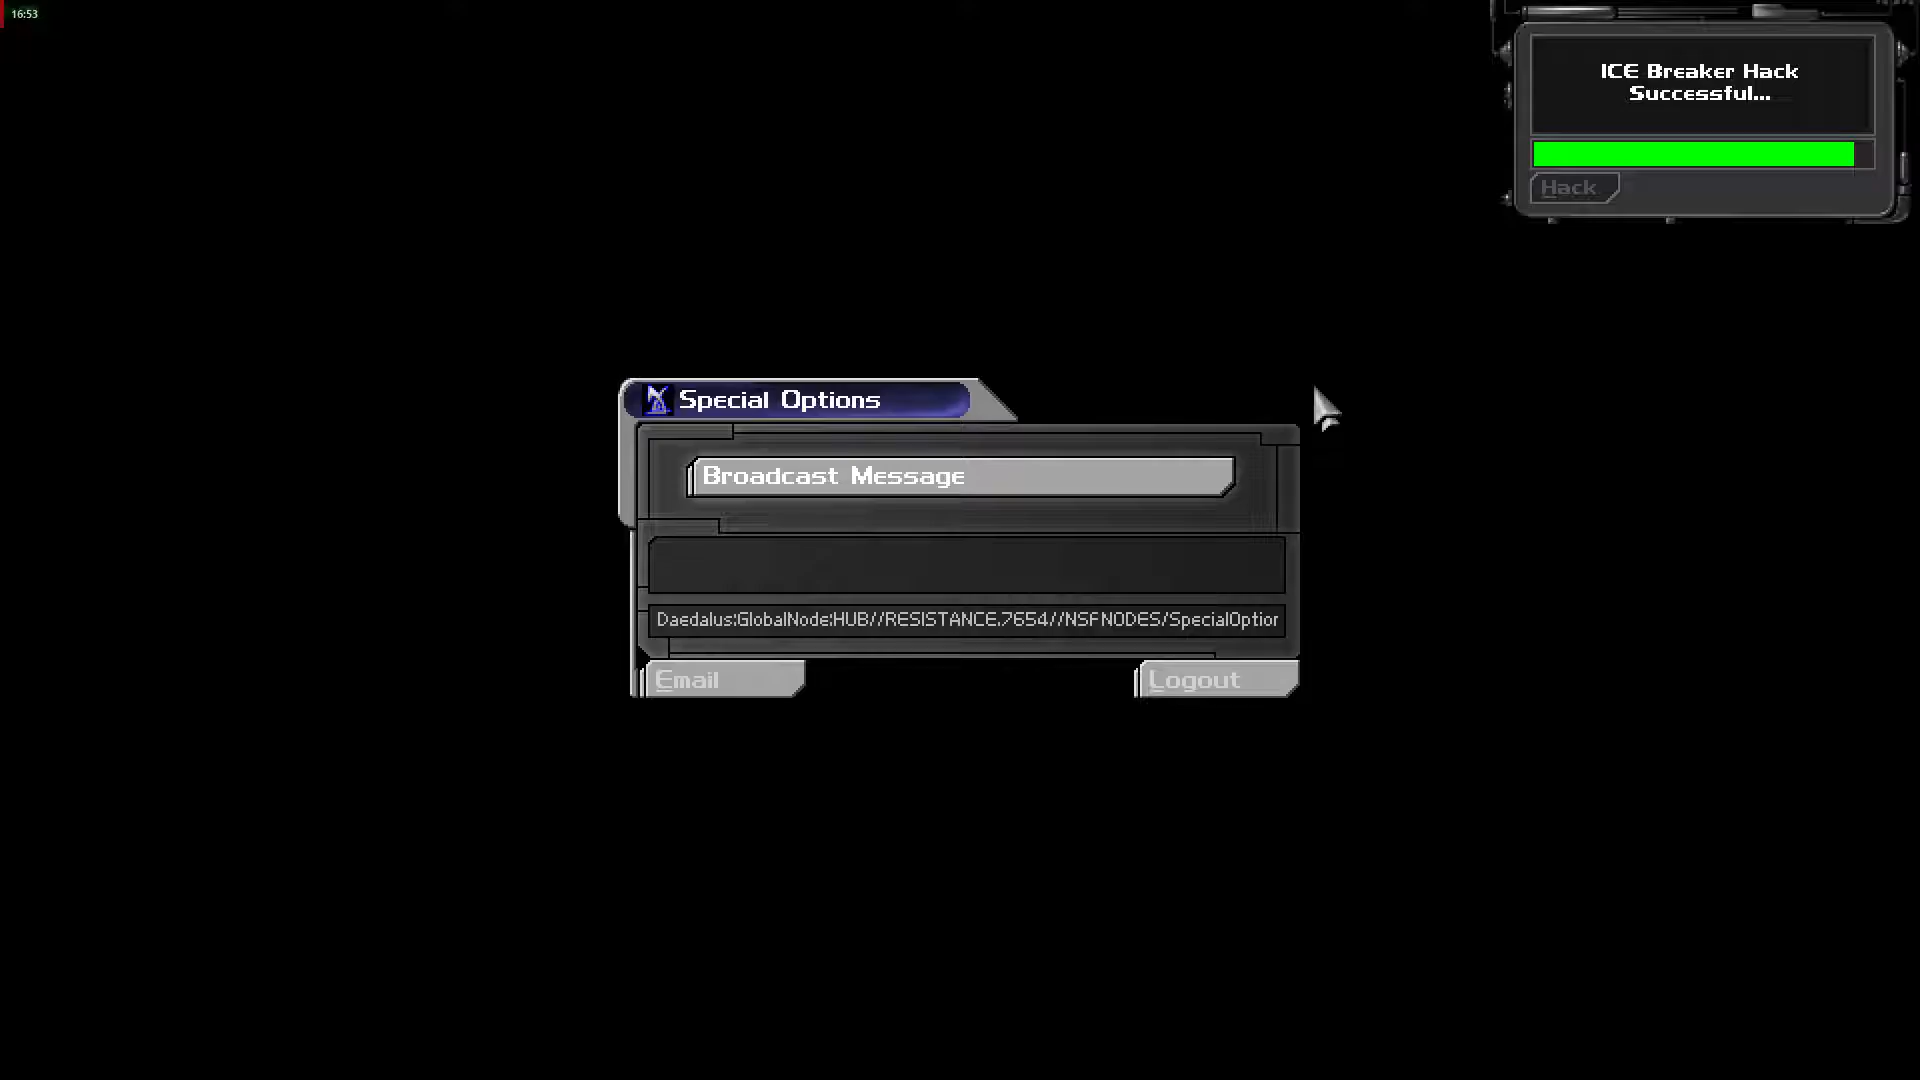 16:53
ICE Breaker Hack
Successful...
Hack
Special Options
Broadcast Message
Daedalus:GlobalNode:HUB//RESISTANCE.7654//NSFNODES/SpecialOption
Email
Logout